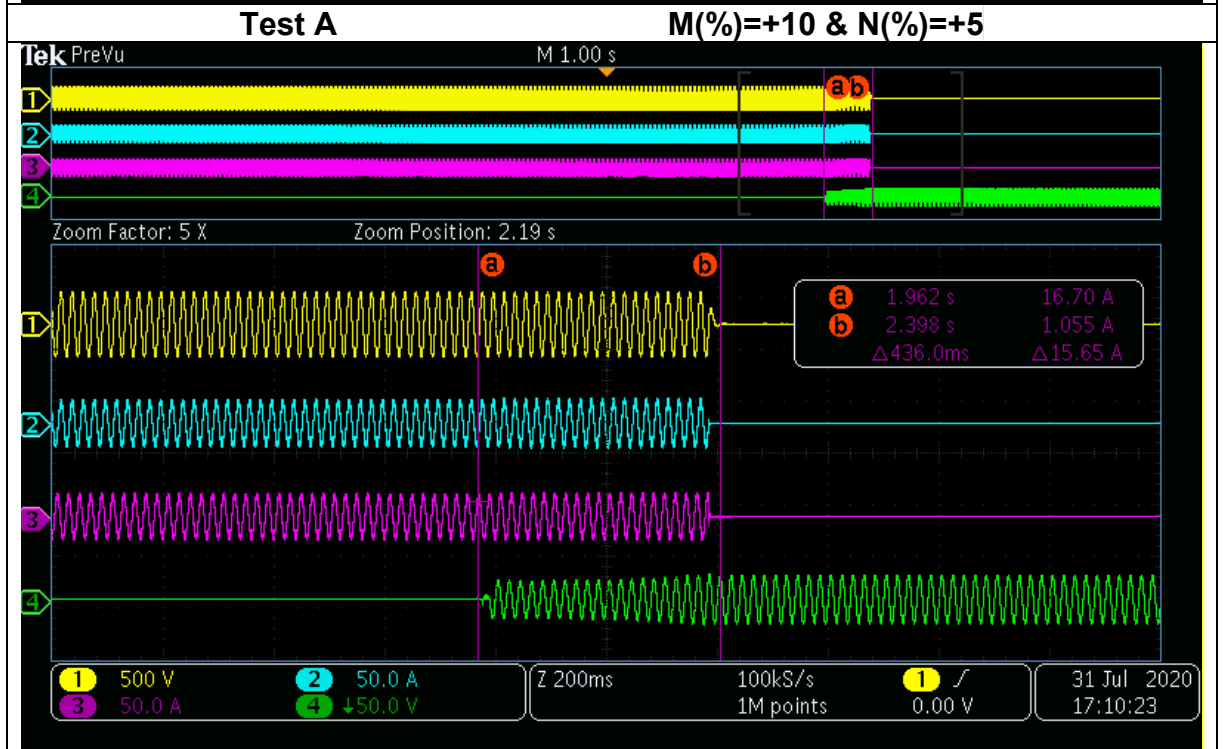 Test A M(%)=+10 & N(%)=+5
Tek PreVu M 1.00 s
a b
1
2
3
4
Zoom Factor: 5 X Zoom Position: 2.19 s
a b
a 1.962 s 16.70 A
b 2.398 s 1.055 A
△436.0ms △15.65 A
1
2
3
4
1 500 V 2 50.0 A Z 200ms 100kS/s 1 31 Jul 2020
3 50.0 A 4 ↓50.0 V 1M points 0.00 V 17:10:23